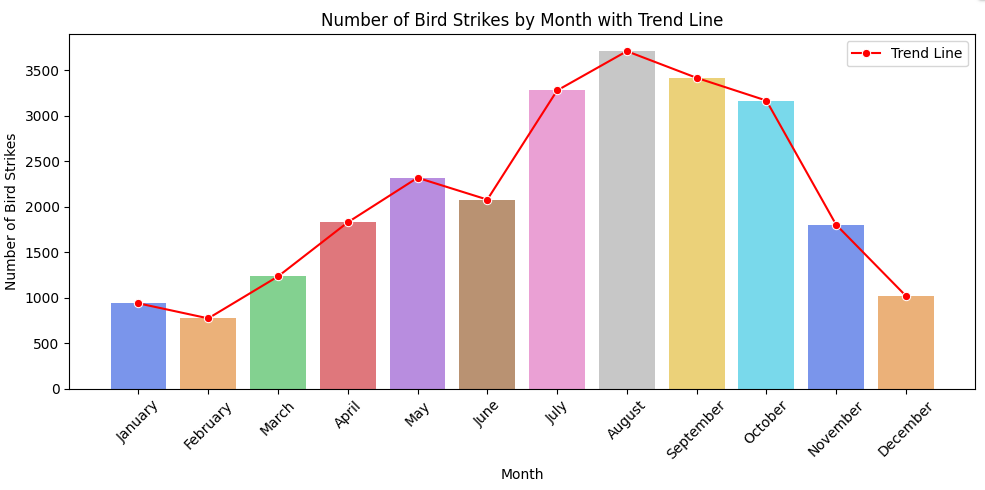 Number of Bird Strikes by Month with Trend Line
Trend Line
Number of Bird Strikes
3500
3000
2500
2000
1500
1000
500
0
January
February
March
April
May
June
July
August
September
October
November
December
Month